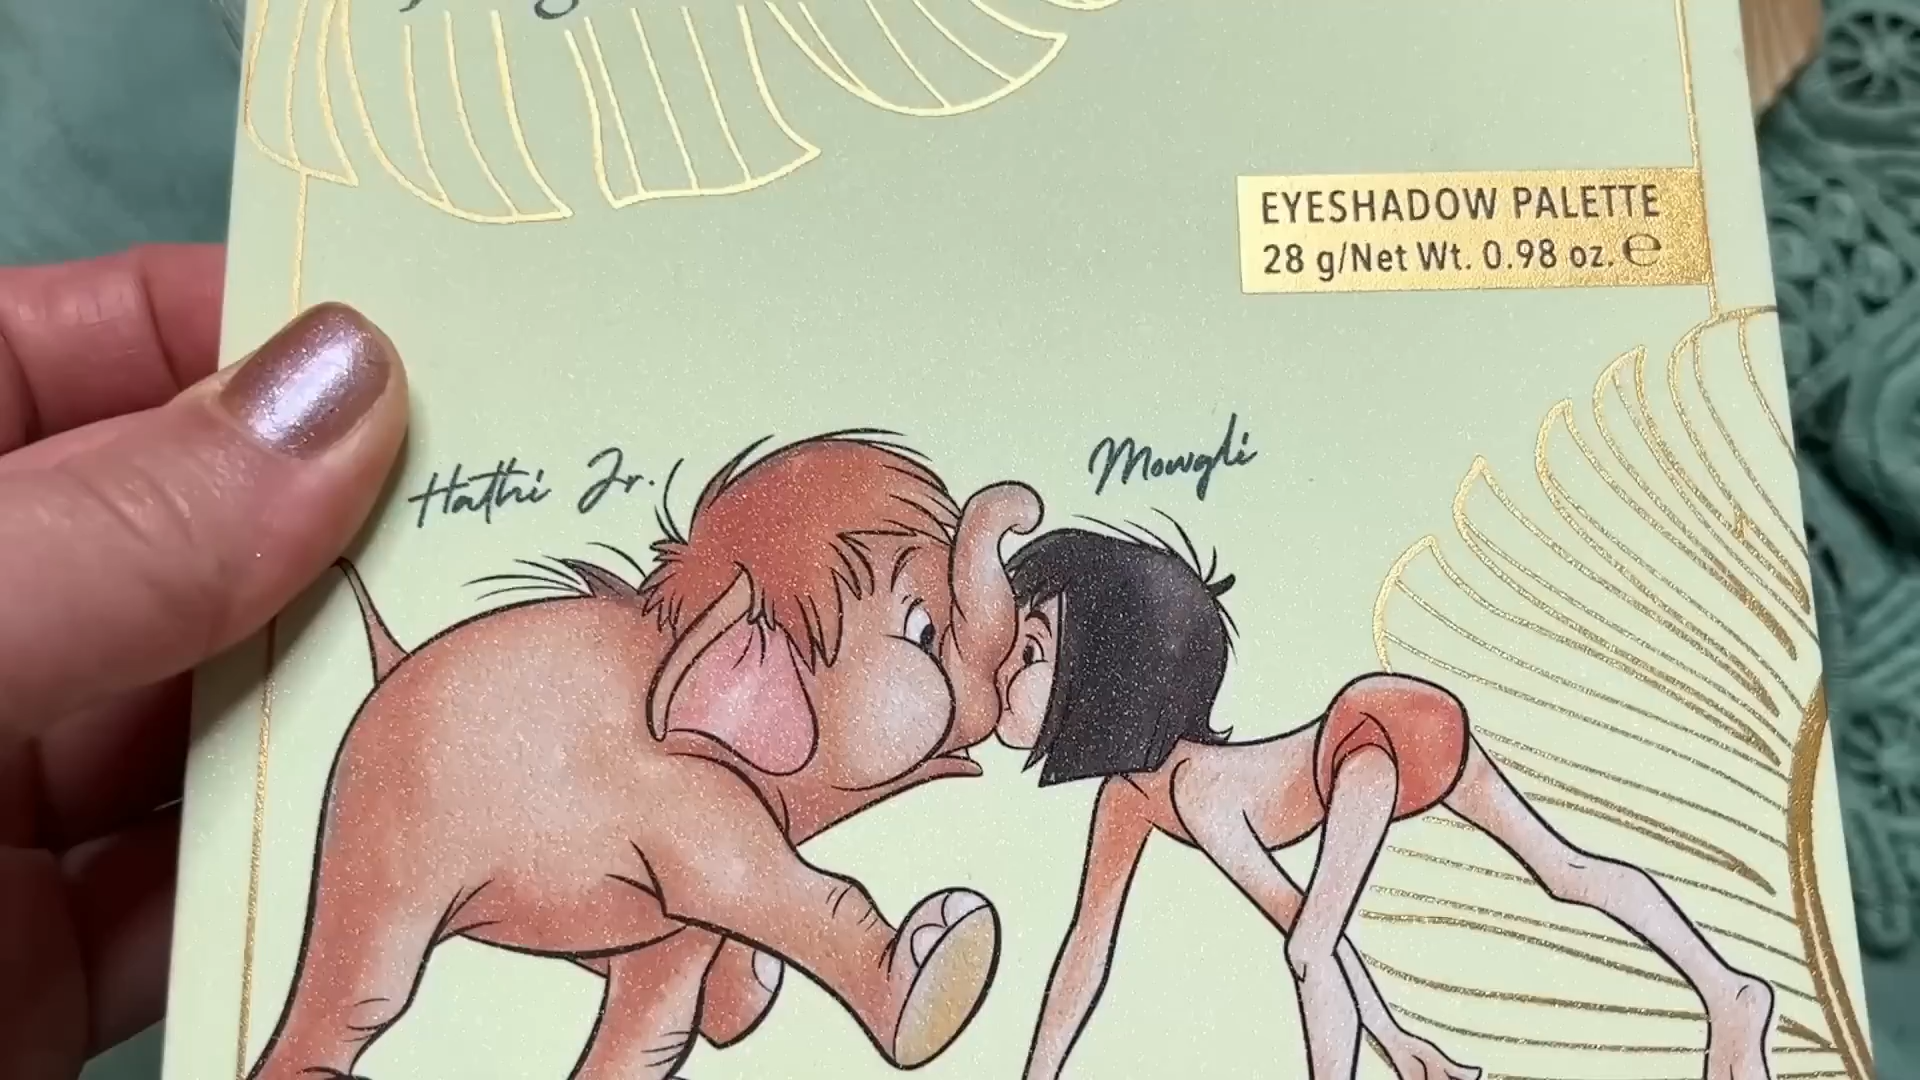 EYESHADOW PALETTE
28 g/Net Wt. 0.98 oz. ℮
Hathi Jr.
Mowgli